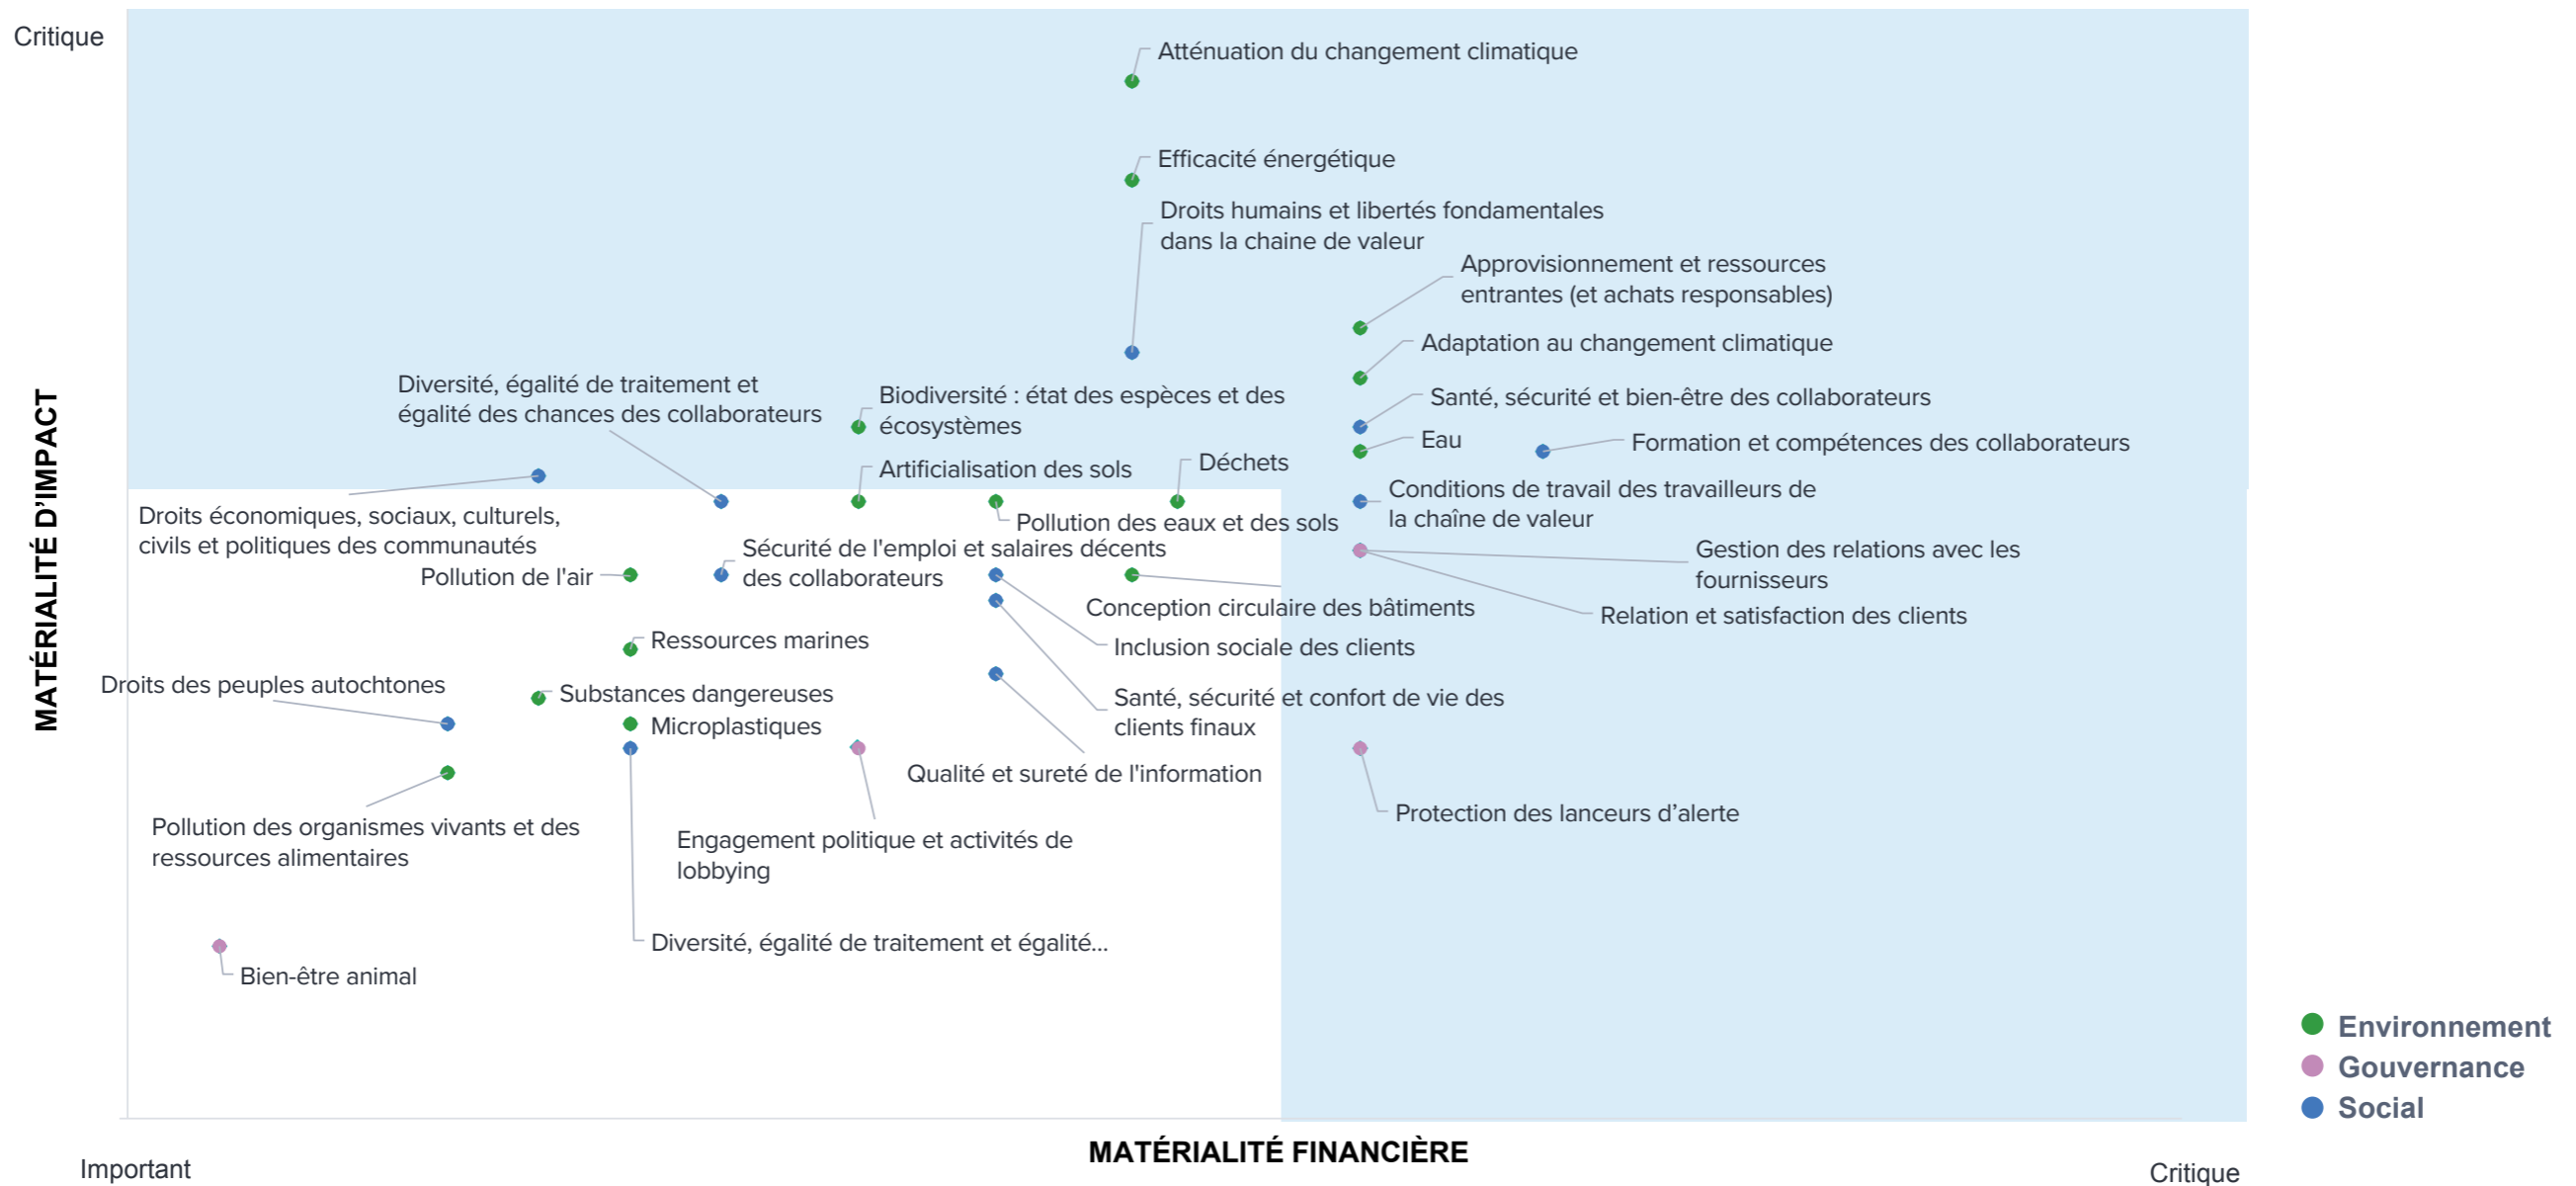 Critique
Atténuation du changement climatique
Efficacité énergétique
Droits humains et libertés fondamentales
dans la chaine de valeur
Approvisionnement et ressources
entrantes (et achats responsables)
Adaptation au changement climatique
Diversité, égalité de traitement et
égalité des chances des collaborateurs
Biodiversité : état des espèces et des
écosystèmes
Santé, sécurité et bien-être des collaborateurs
Eau
Formation et compétences des collaborateurs
Artificialisation des sols
Déchets
Conditions de travail des travailleurs de
la chaîne de valeur
Droits économiques, sociaux, culturels,
civils et politiques des communautés
Pollution des eaux et des sols
Sécurité de l'emploi et salaires décents
des collaborateurs
Gestion des relations avec les
fournisseurs
Pollution de l'air
Conception circulaire des bâtiments
Relation et satisfaction des clients
Ressources marines
Inclusion sociale des clients
Droits des peuples autochtones
Substances dangereuses
Santé, sécurité et confort de vie des
clients finaux
Microplastiques
Qualité et sureté de l'information
Pollution des organismes vivants et des
ressources alimentaires
Engagement politique et activités de
lobbying
Protection des lanceurs d’alerte
Diversité, égalité de traitement et égalité...
Bien-être animal
MATÉRIALITÉ D’IMPACT
Environnement
Gouvernance
Social
MATÉRIALITÉ FINANCIÈRE
Important
Critique